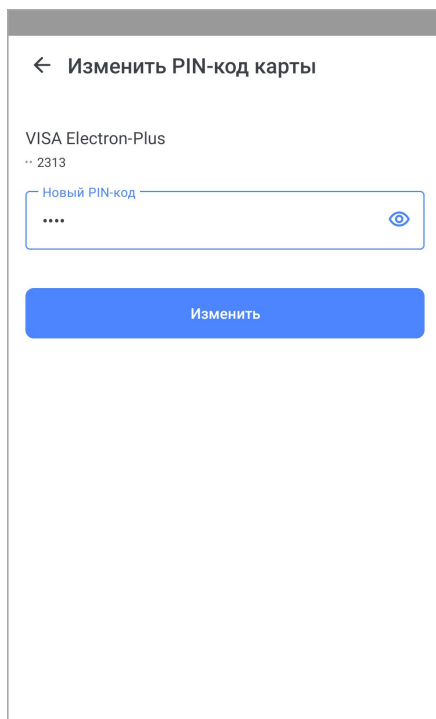 Изменить PIN-код карты
VISA Electron-Plus
·· 2313
Новый PIN-код
••••
Изменить